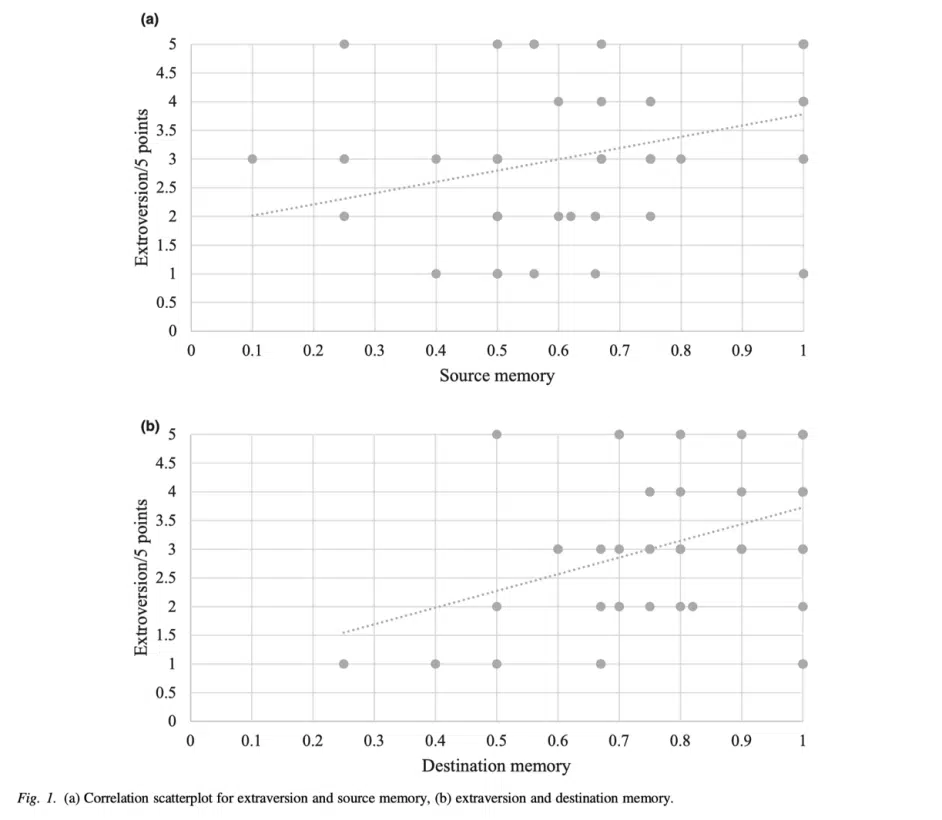 (a)
5
4.5
4
3.5
3
2.5
2
1.5
1
0.5
0
Extroversion/5 points
0 0.1 0.2 0.3 0.4 0.5 0.6 0.7 0.8 0.9 1
Source memory
(b)
5
4.5
4
3.5
3
2.5
2
1.5
1
0.5
0
Extroversion/5 points
0 0.1 0.2 0.3 0.4 0.5 0.6 0.7 0.8 0.9 1
Destination memory
Fig. 1. (a) Correlation scatterplot for extraversion and source memory, (b) extraversion and destination memory.